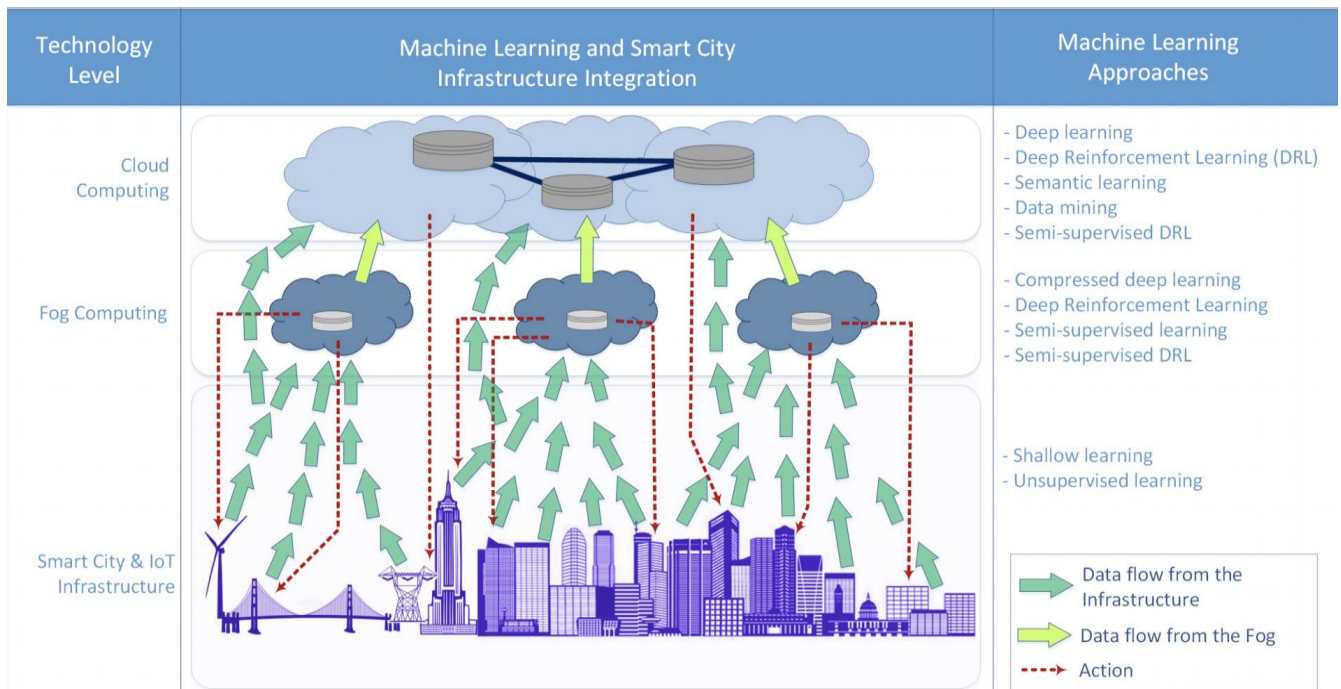 Technology
Level
Machine Learning and Smart City
Infrastructure Integration
Machine Learning
Approaches
Cloud
Computing
- Deep learning
- Deep Reinforcement Learning (DRL)
- Semantic learning
- Data mining
- Semi-supervised DRL
Fog Computing
- Compressed deep learning
- Deep Reinforcement Learning
- Semi-supervised learning
- Semi-supervised DRL
Smart City & IoT
Infrastructure
- Shallow learning
- Unsupervised learning
Data flow from the
Infrastructure
Data flow from the Fog
Action